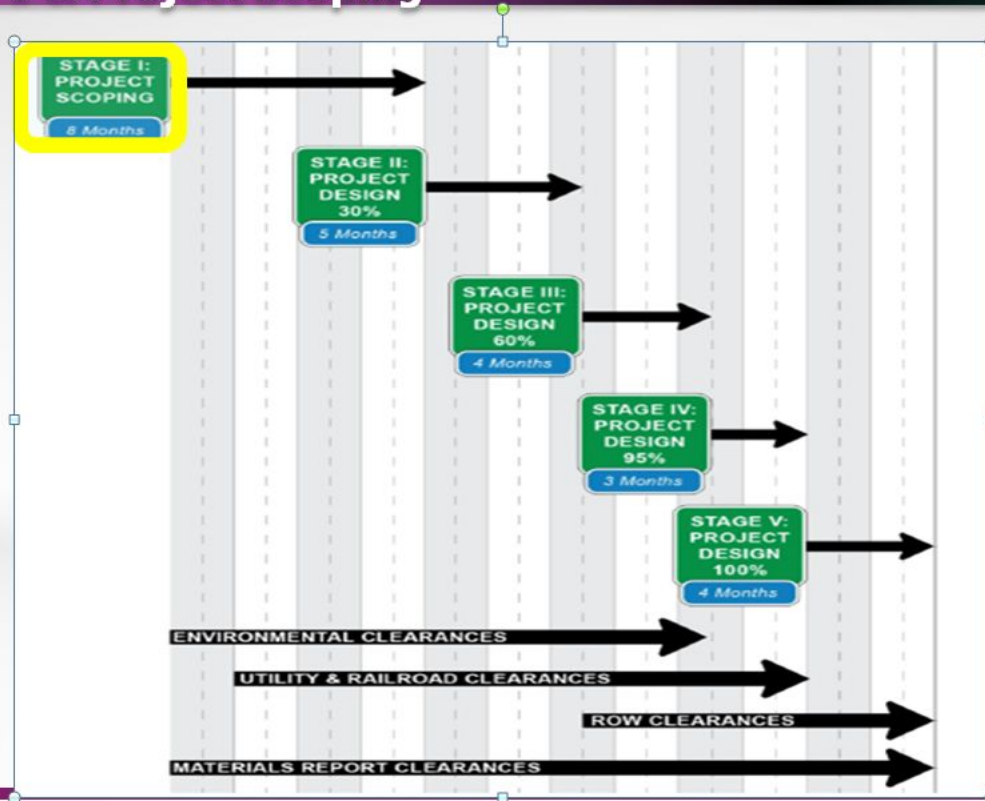 STAGE I:
PROJECT
SCOPING
8 Months
STAGE II:
PROJECT
DESIGN
30%
5 Months
STAGE III:
PROJECT
DESIGN
60%
4 Months
STAGE IV:
PROJECT
DESIGN
95%
3 Months
STAGE V:
PROJECT
DESIGN
100%
4 Months
ENVIRONMENTAL CLEARANCES
UTILITY & RAILROAD CLEARANCES
ROW CLEARANCES
MATERIALS REPORT CLEARANCES